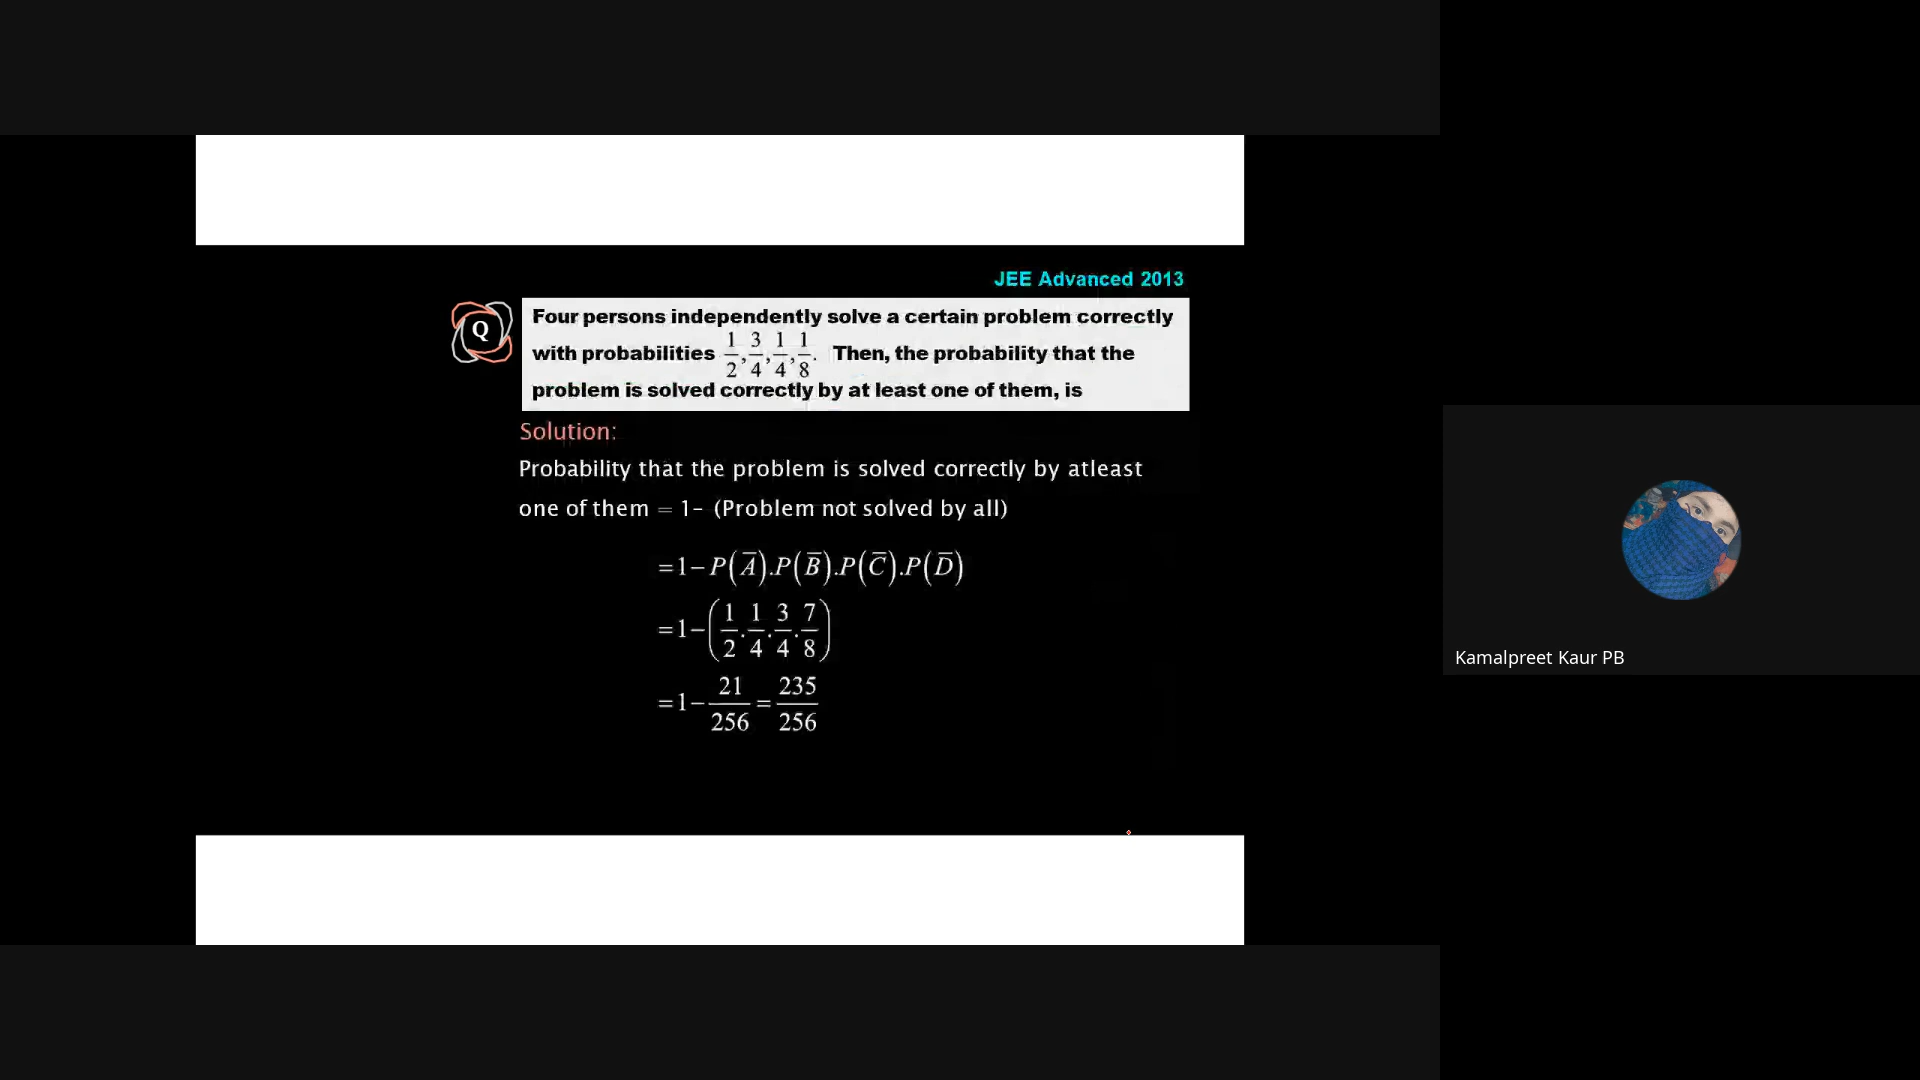 JEE Advanced 2013
Q
Four persons independently solve a certain problem correctly
with probabilities 1/2, 3/4, 1/4, 1/8. Then, the probability that the
problem is solved correctly by at least one of them, is
Solution:
Probability that the problem is solved correctly by atleast
one of them = 1- (Problem not solved by all)
=1−P(A̅).P(B̅).P(C̅).P(D̅)
=1−(1/2.1/4.3/4.7/8)
=1−21/256=235/256
Kamalpreet Kaur PB